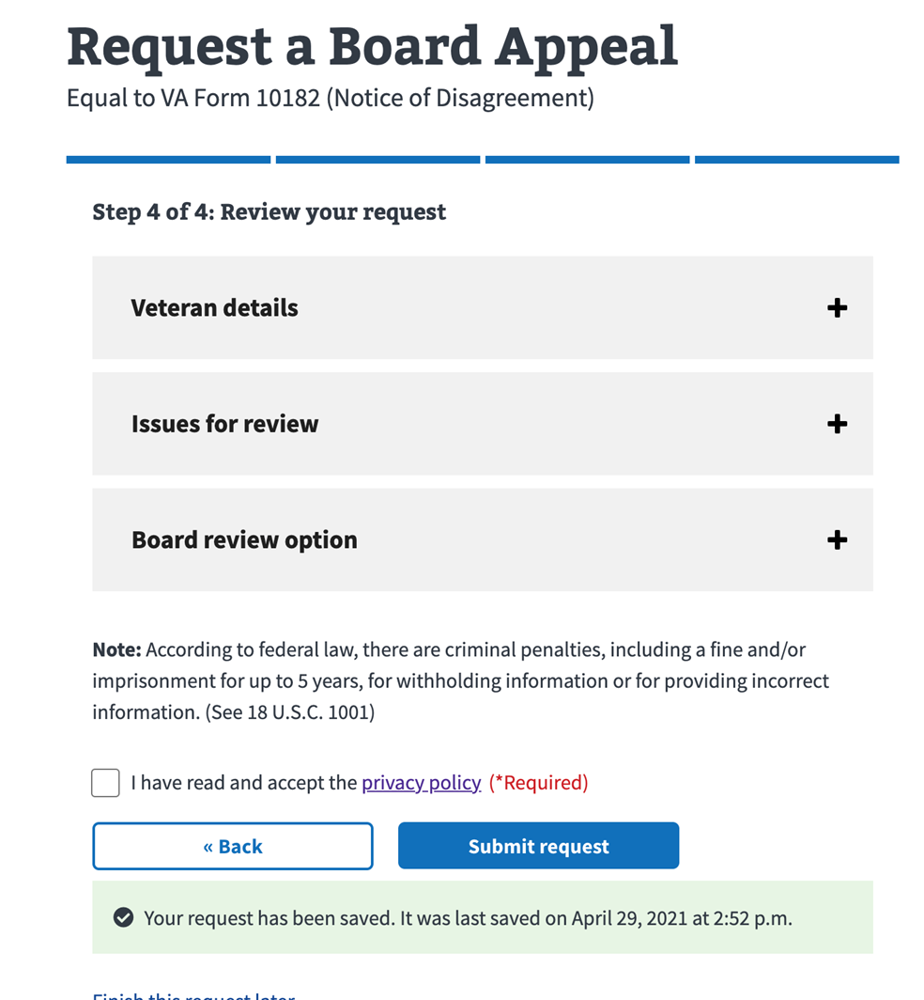 Request a Board Appeal
Equal to VA Form 10182 (Notice of Disagreement)
Step 4 of 4: Review your request
Veteran details
Issues for review
Board review option
Note: According to federal law, there are criminal penalties, including a fine and/or
imprisonment for up to 5 years, for withholding information or for providing incorrect
information. (See 18 U.S.C. 1001)
I have read and accept the privacy policy (*Required)
« Back
Submit request
Your request has been saved. It was last saved on April 29, 2021 at 2:52 p.m.
Finish this request later